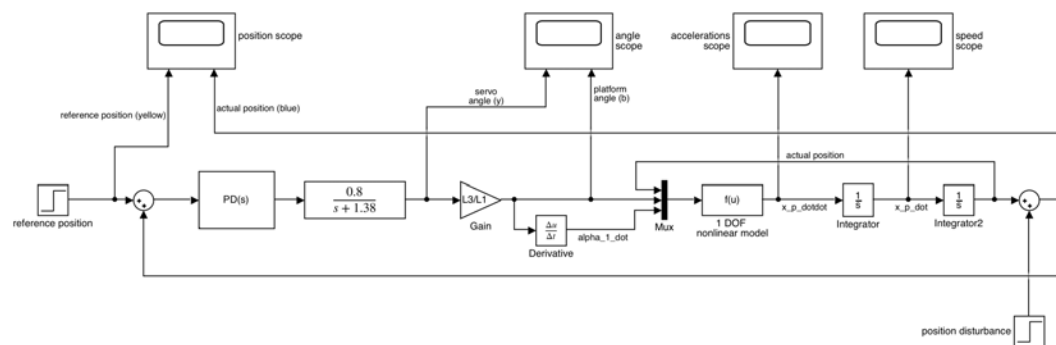 position scope
angle
scope
accelerations
scope
speed
scope
servo
angle (y)
platform
angle (b)
reference position (yellow)
actual position (blue)
actual position
reference position
PD(s)
0.8
s + 1.38
L3/L1
Gain
Δu
Δt
Derivative
alpha_1_dot
Mux
f(u)
1 DOF
nonlinear model
x_p_dotdot
1
s
Integrator
x_p_dot
1
s
Integrator2
position disturbance